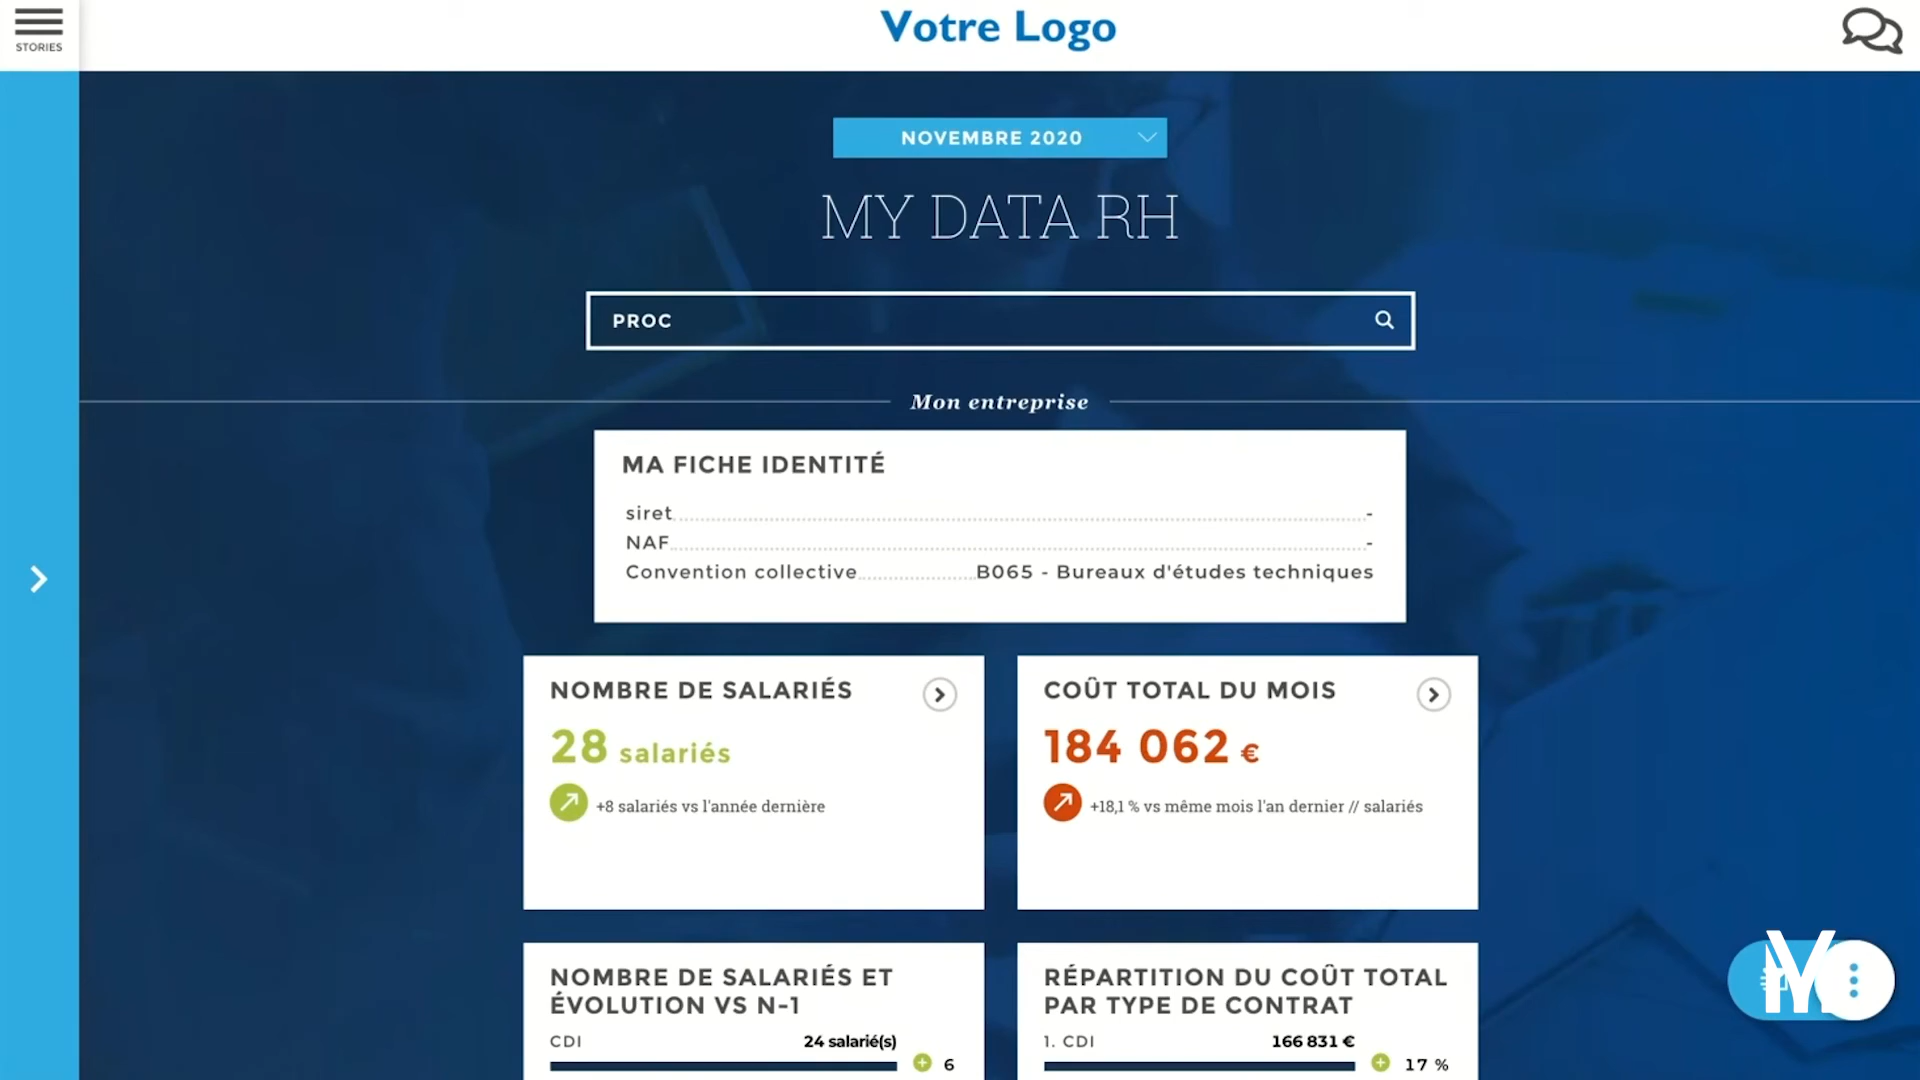 STORIES
Votre Logo
NOVEMBRE 2020
MY DATA RH
PROC
Mon entreprise
MA FICHE IDENTITÉ
siret -
NAF -
Convention collective B065 - Bureaux d'études techniques
NOMBRE DE SALARIÉS
28 salariés
+8 salariés vs l'année dernière
COÛT TOTAL DU MOIS
184 062 €
+18,1 % vs même mois l'an dernier // salariés
NOMBRE DE SALARIÉS ET
ÉVOLUTION VS N-1
CDI 24 salarié(s)
6
RÉPARTITION DU COÛT TOTAL
PAR TYPE DE CONTRAT
1. CDI 166 831 €
17 %